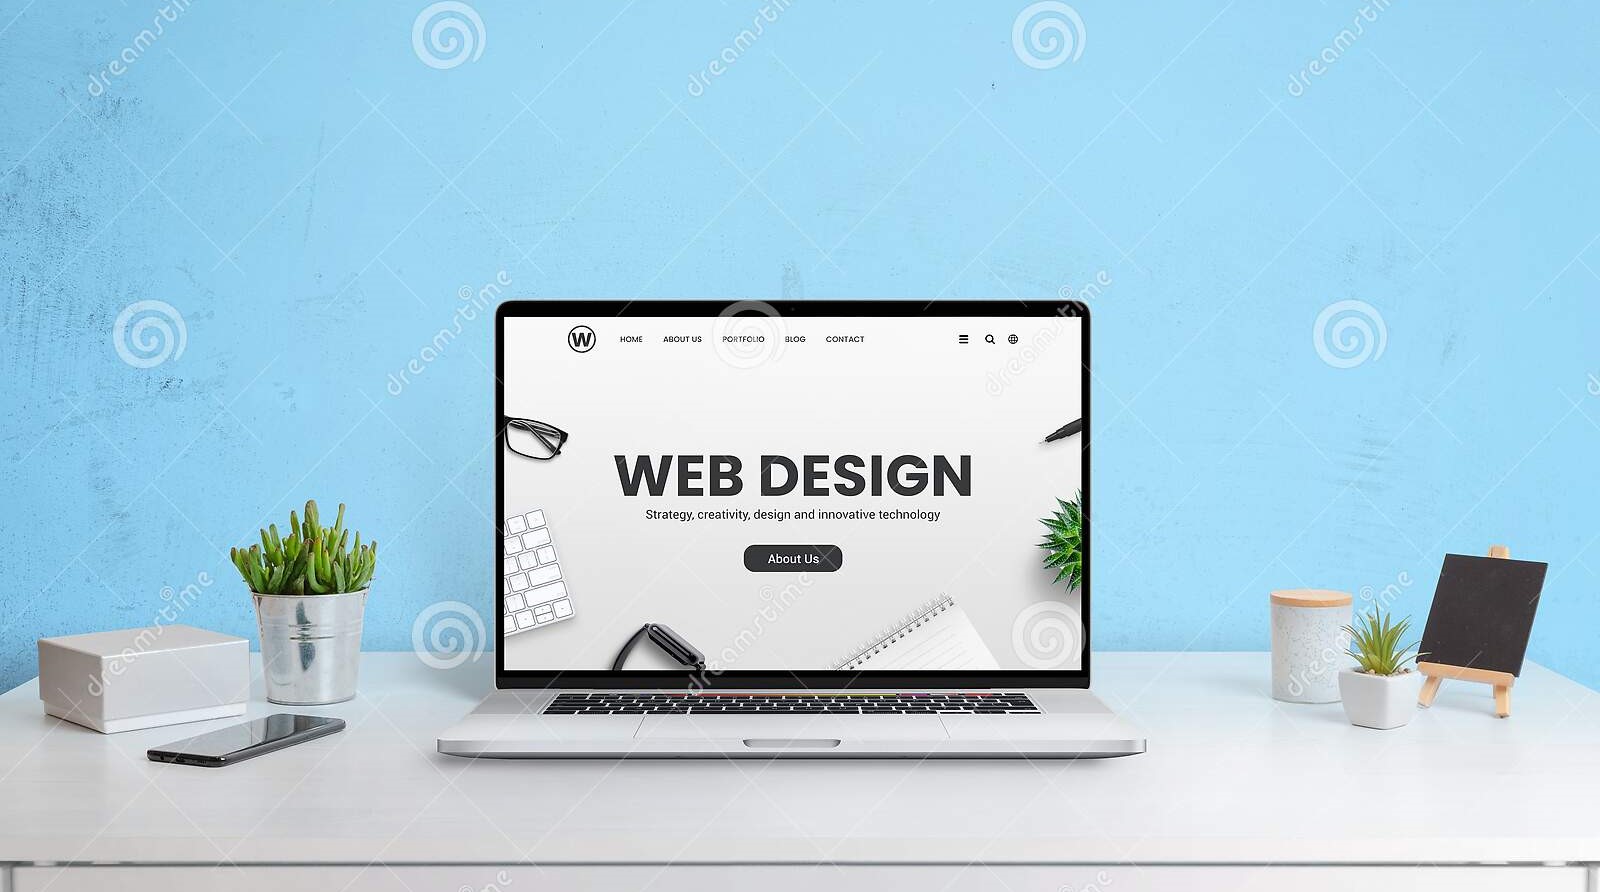 W HOME ABOUT US PORTFOLIO BLOG CONTACT
WEB DESIGN
Strategy, creativity, design and innovative technology
About Us
dreamstime
dreamstime
dreamstime
dreamstime
dreamstime
dreamstime
dreamstime
dreamstime